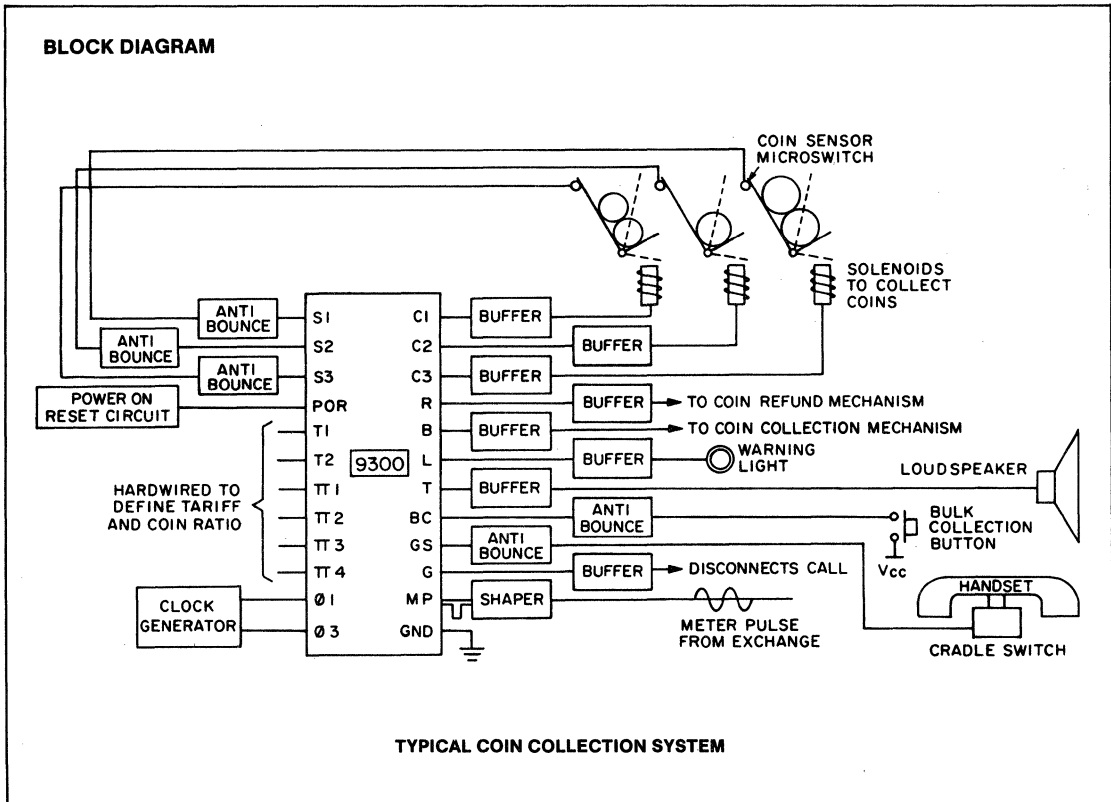 BLOCK DIAGRAM
COIN SENSOR
MICROSWITCH
SOLENOIDS
TO COLLECT
COINS
ANTI
BOUNCE
S1
C1
BUFFER
ANTI
BOUNCE
S2
C2
BUFFER
ANTI
BOUNCE
S3
C3
BUFFER
POWER ON
RESET CIRCUIT
POR
R
BUFFER
TO COIN REFUND MECHANISM
T1
B
BUFFER
TO COIN COLLECTION MECHANISM
T2
9300
L
BUFFER
WARNING
LIGHT
HARDWIRED TO
DEFINE TARIFF
AND COIN RATIO
π1
T
BUFFER
LOUDSPEAKER
π2
BC
ANTI
BOUNCE
BULK
COLLECTION
BUTTON
Vcc
π3
GS
ANTI
BOUNCE
π4
G
BUFFER
DISCONNECTS CALL
CLOCK
GENERATOR
Ø1
MP
SHAPER
METER PULSE
FROM EXCHANGE
Ø3
GND
HANDSET
CRADLE SWITCH
TYPICAL COIN COLLECTION SYSTEM